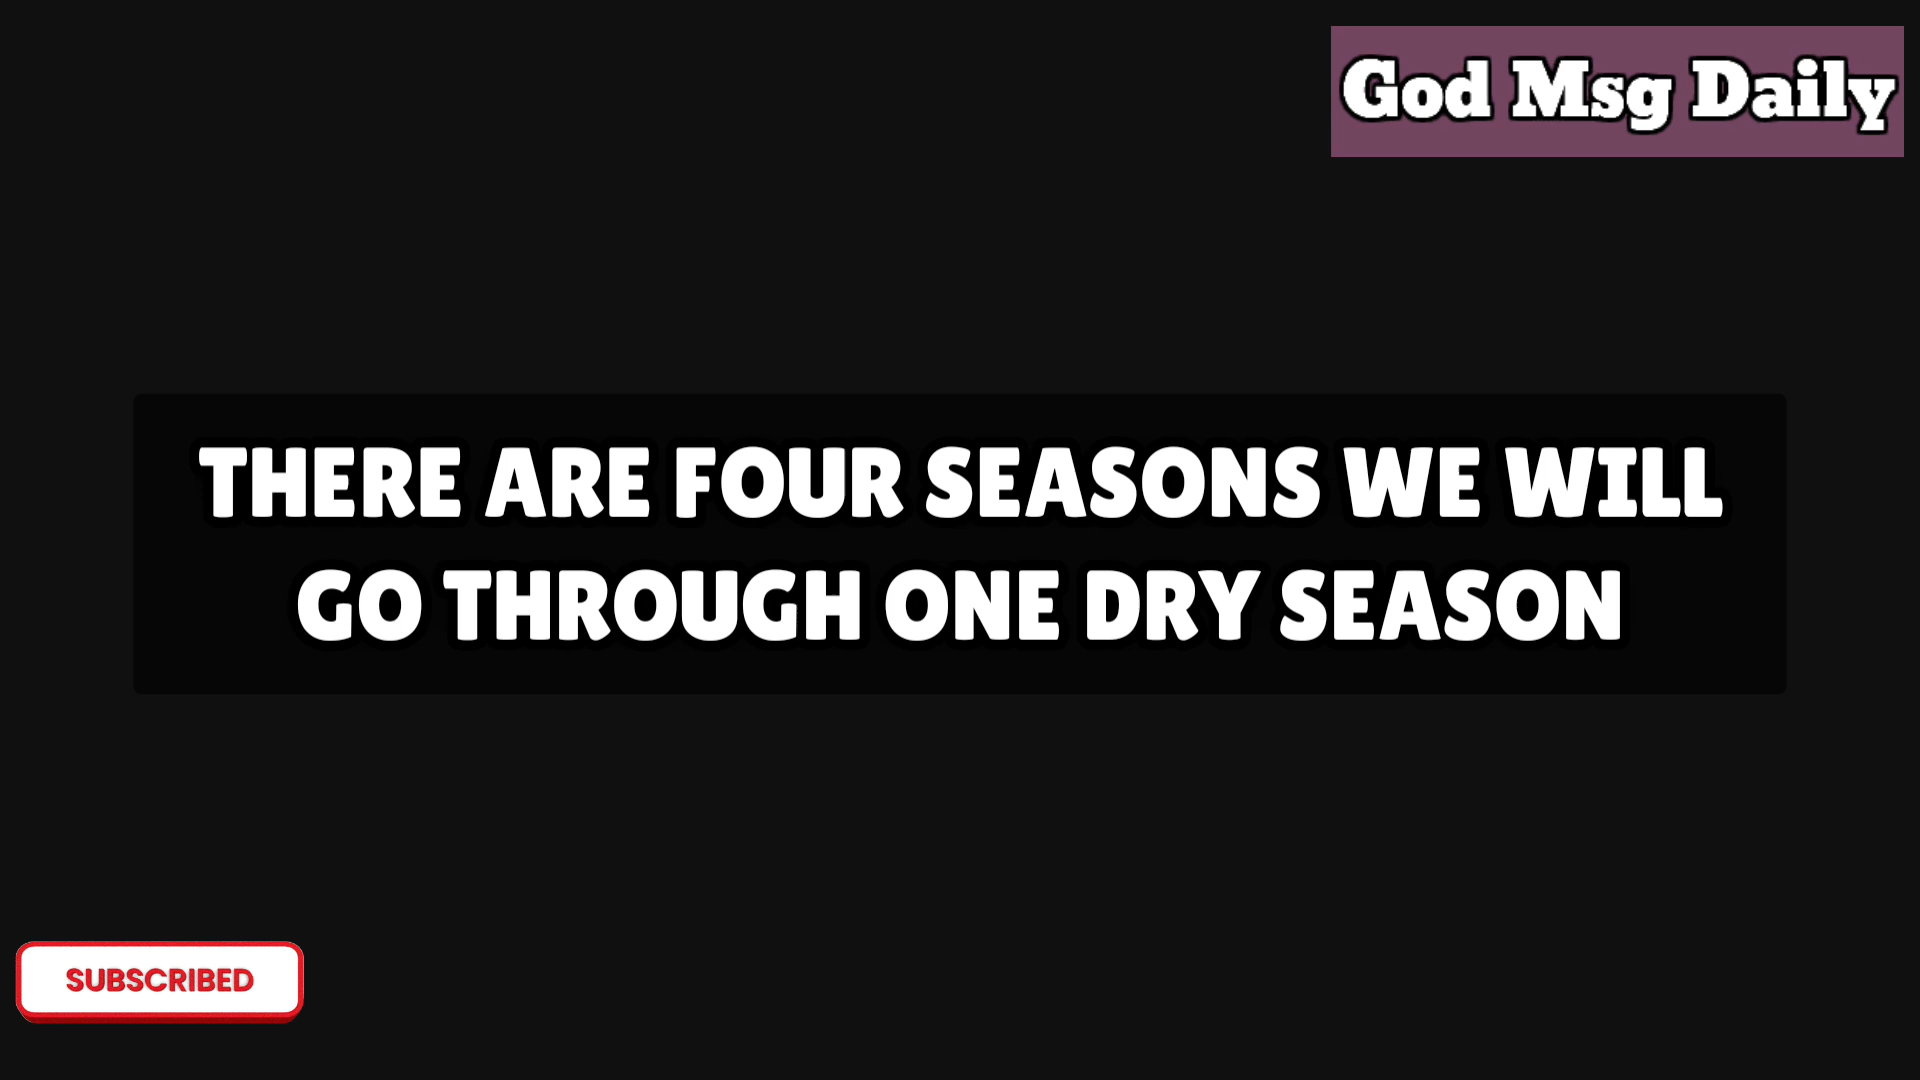 God Msg Daily
THERE ARE FOUR SEASONS WE WILL
GO THROUGH ONE DRY SEASON
SUBSCRIBED